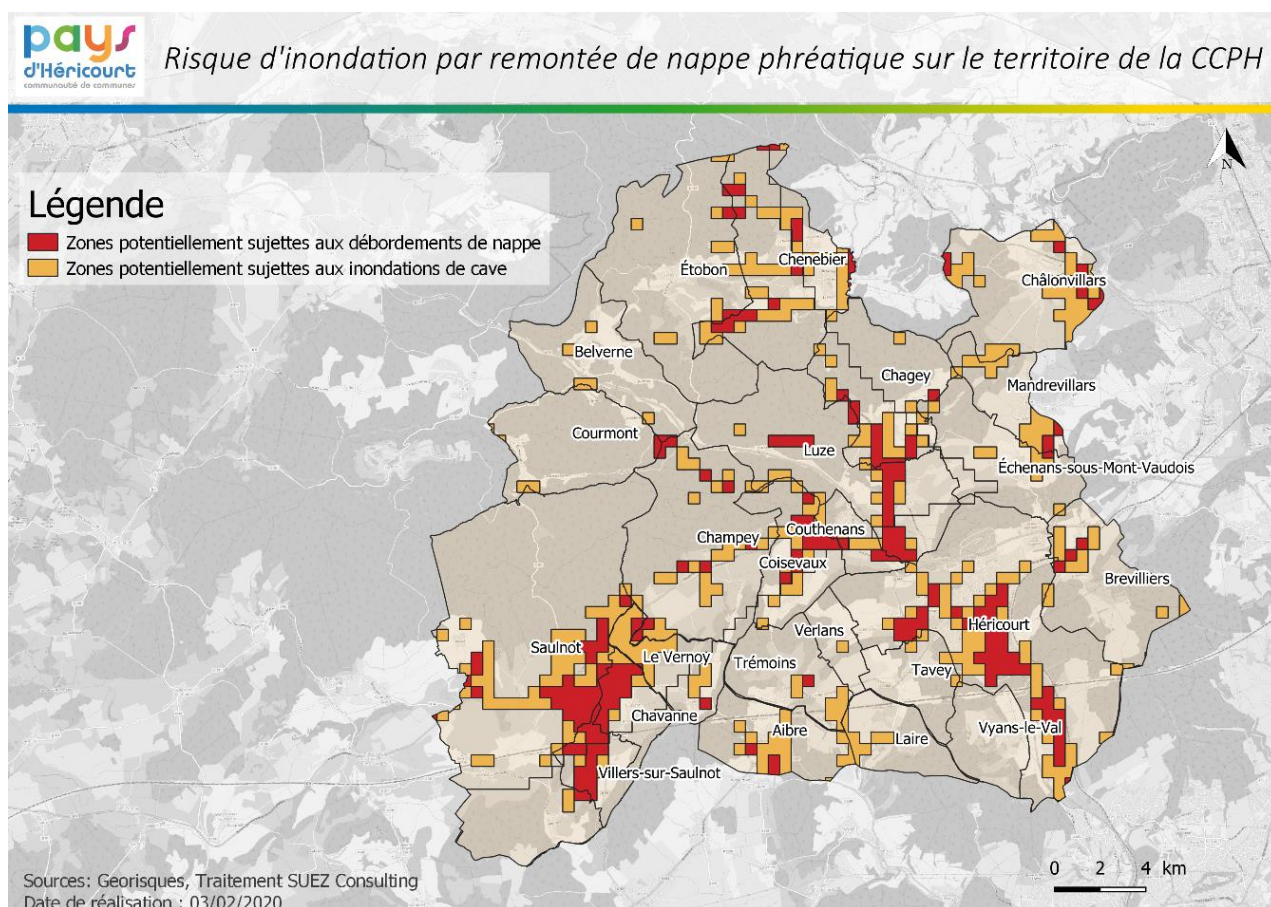 pays
d'Héricourt
communauté de communes
Risque d'inondation par remontée de nappe phréatique sur le territoire de la CCPH
N
Légende
Zones potentiellement sujettes aux débordements de nappe
Zones potentiellement sujettes aux inondations de cave
Étobon
Chenebier
Châlonvillars
Belverne
Chagey
Mandrevillars
Courmont
Luze
Échenans-sous-Mont-Vaudois
Champey
Couthenans
Coisevaux
Brevilliers
Héricourt
Verlans
Saulnot
Le Vernoy
Trémoins
Tavey
Chavanne
Aibre
Laire
Vyans-le-Val
Villers-sur-Saulnot
0 2 4 km
Sources: Georisques, Traitement SUEZ Consulting
Date de réalisation : 03/02/2020